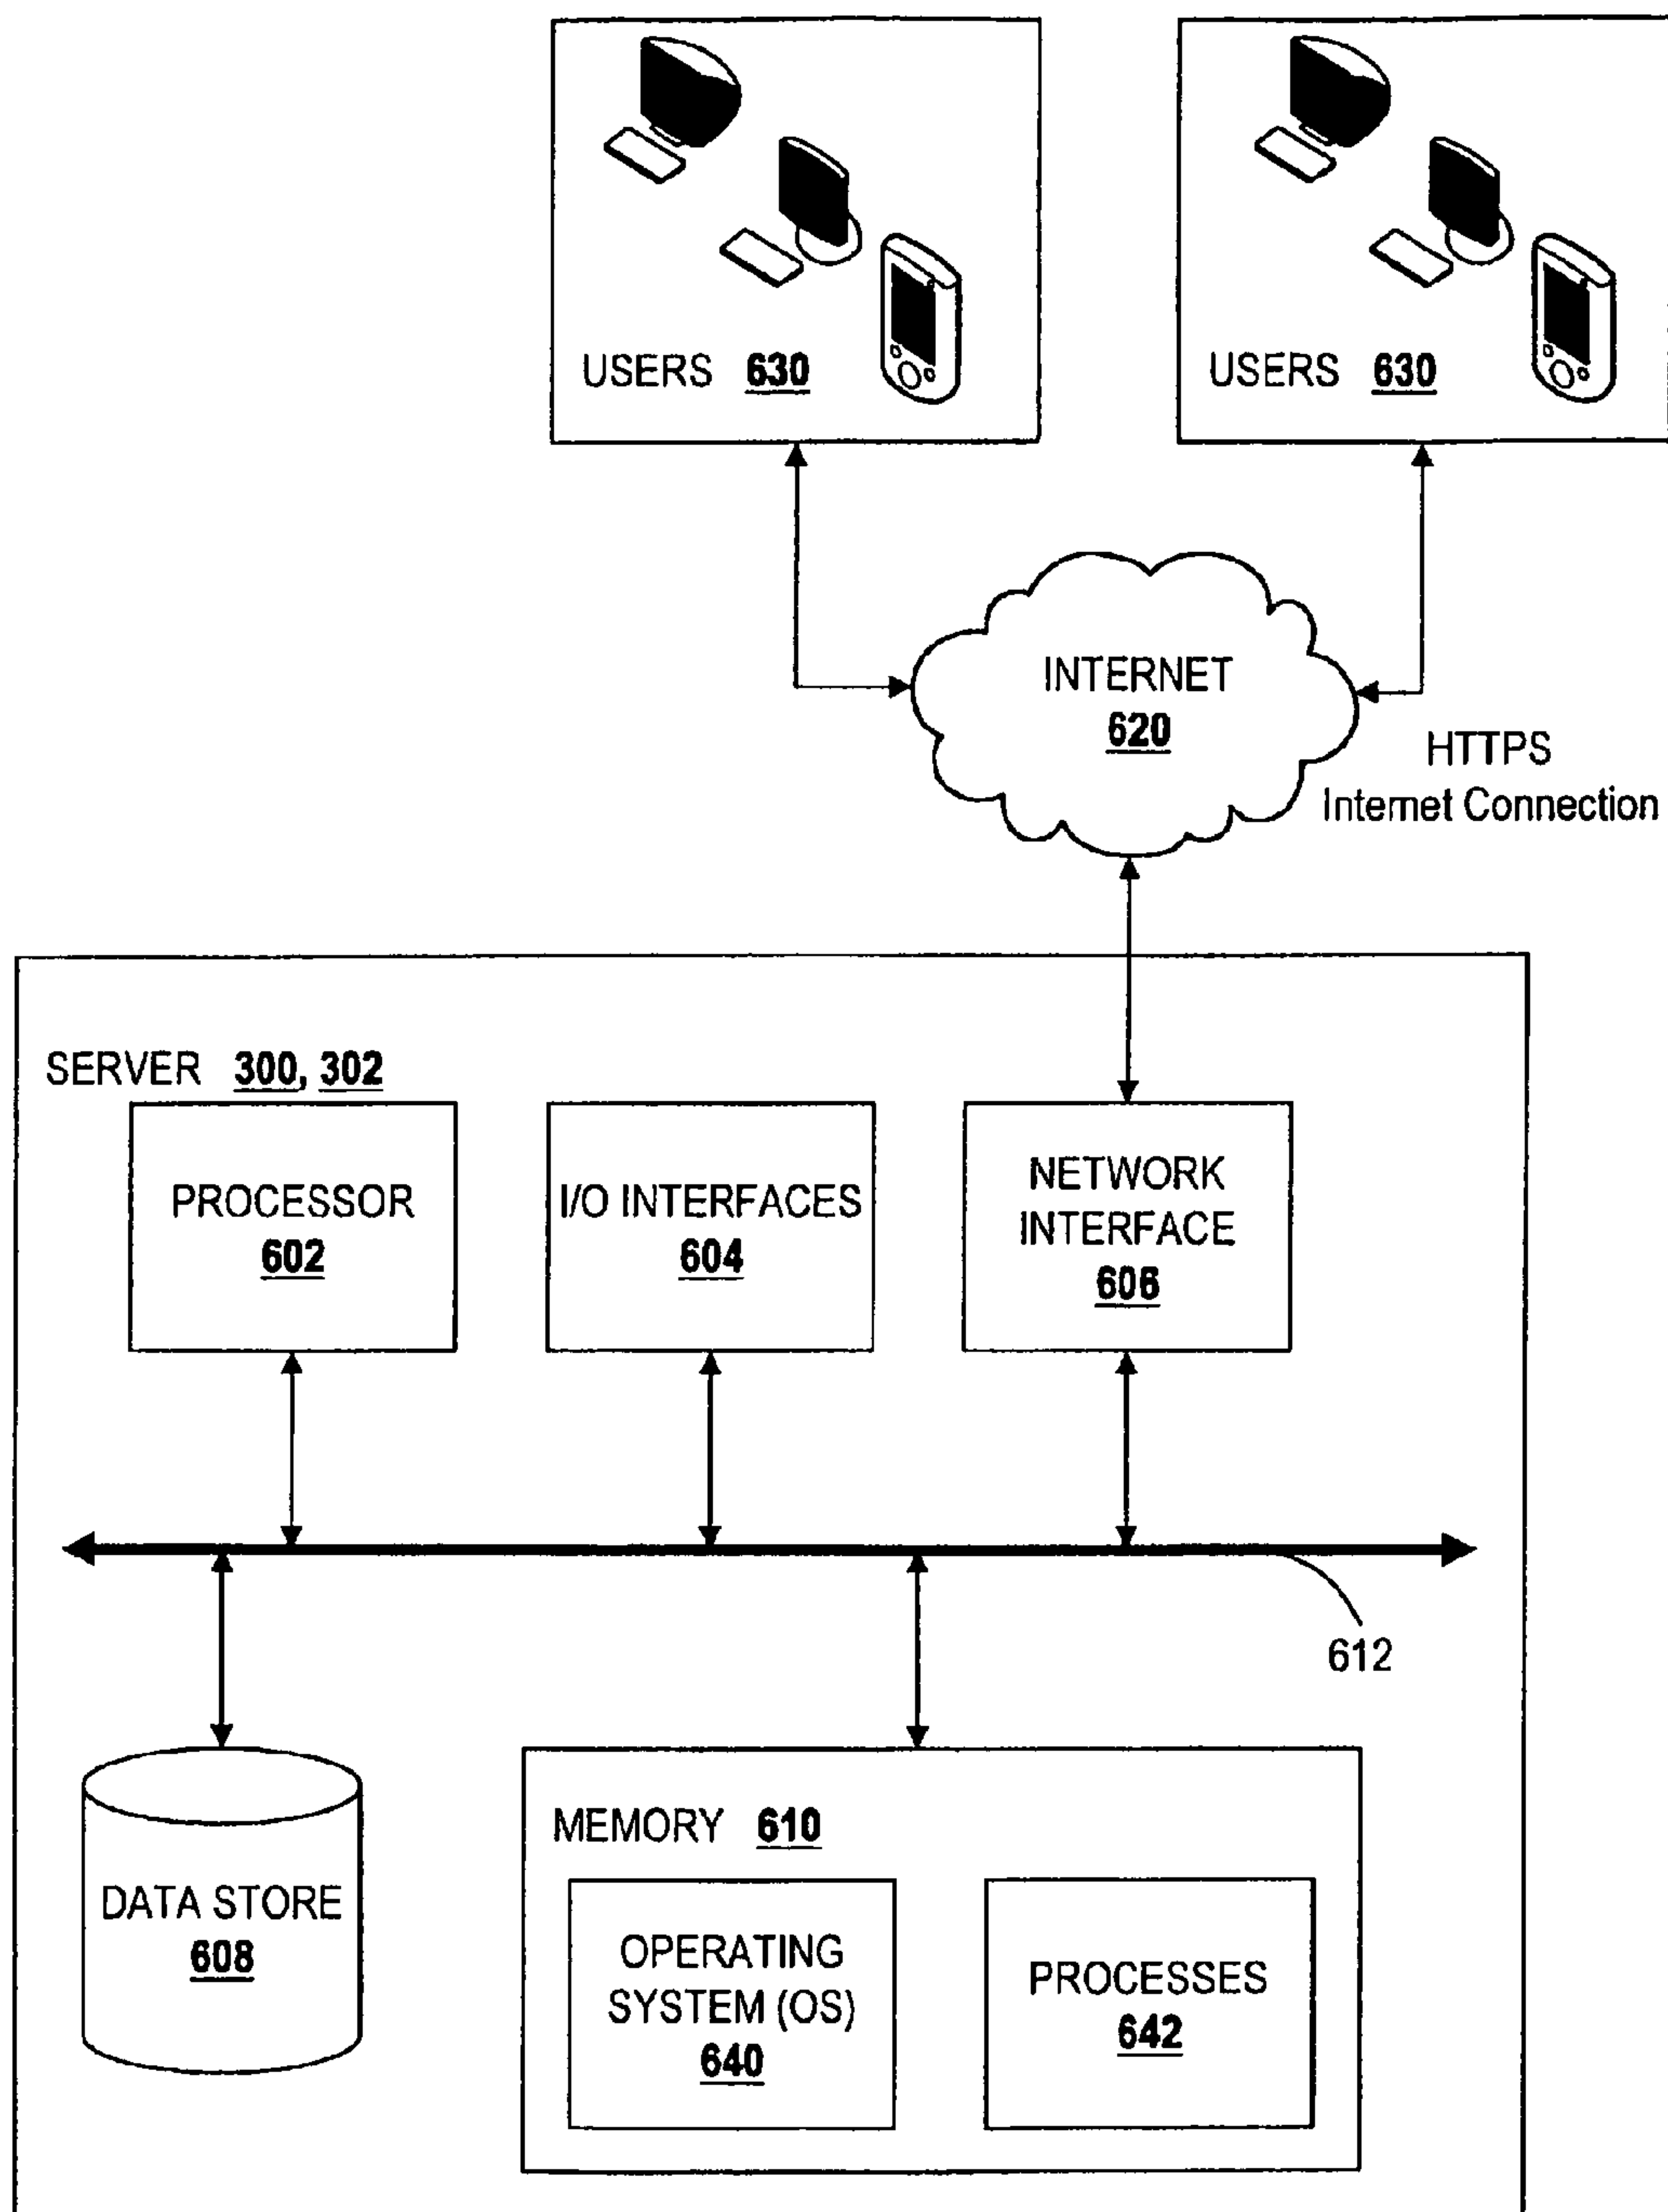 USERS 630
USERS 630
INTERNET
620
HTTPS
Internet Connection
SERVER 300, 302
PROCESSOR
602
I/O INTERFACES
604
NETWORK
INTERFACE
606
612
DATA STORE
608
MEMORY 610
OPERATING
SYSTEM (OS)
640
PROCESSES
642